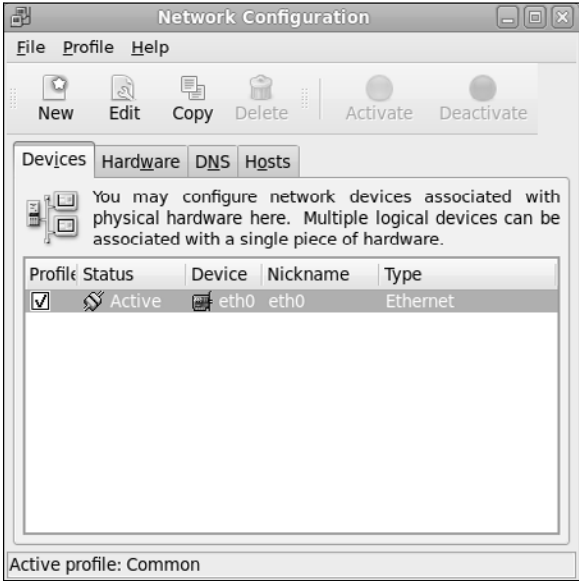 Network Configuration
File Profile Help
New Edit Copy Delete Activate Deactivate
Devices Hardware DNS Hosts
You may configure network devices associated with
physical hardware here. Multiple logical devices can be
associated with a single piece of hardware.
Profile Status Device Nickname Type
Active eth0 eth0 Ethernet
Active profile: Common